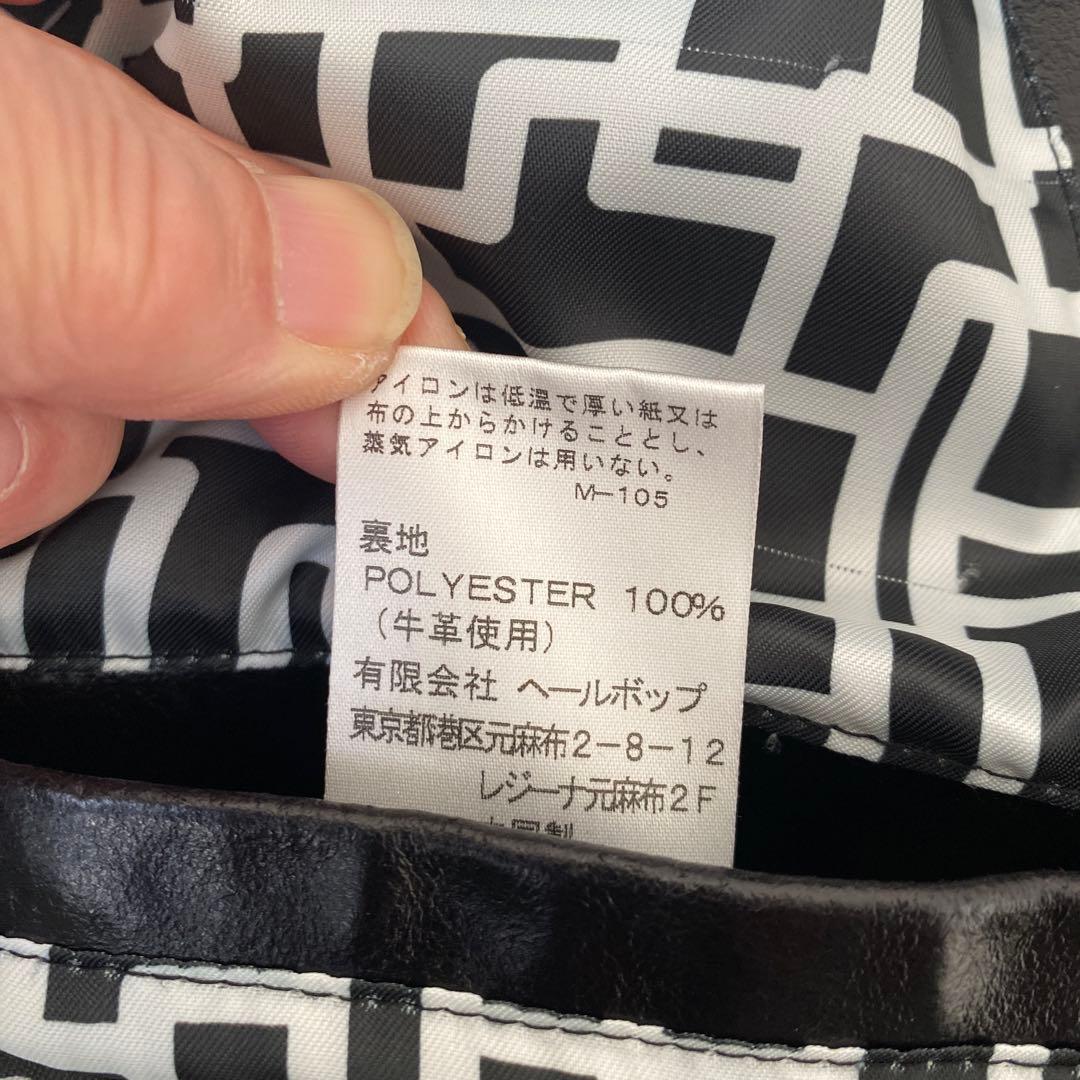 アイロンは低温で厚い紙又は
布の上からかけることとし、
蒸気アイロンは用いない。
M-105
裏地
POLYESTER 100%
(牛革使用)
有限会社 ヘールボップ
東京都港区元麻布2-8-12
レジーナ元麻布2F